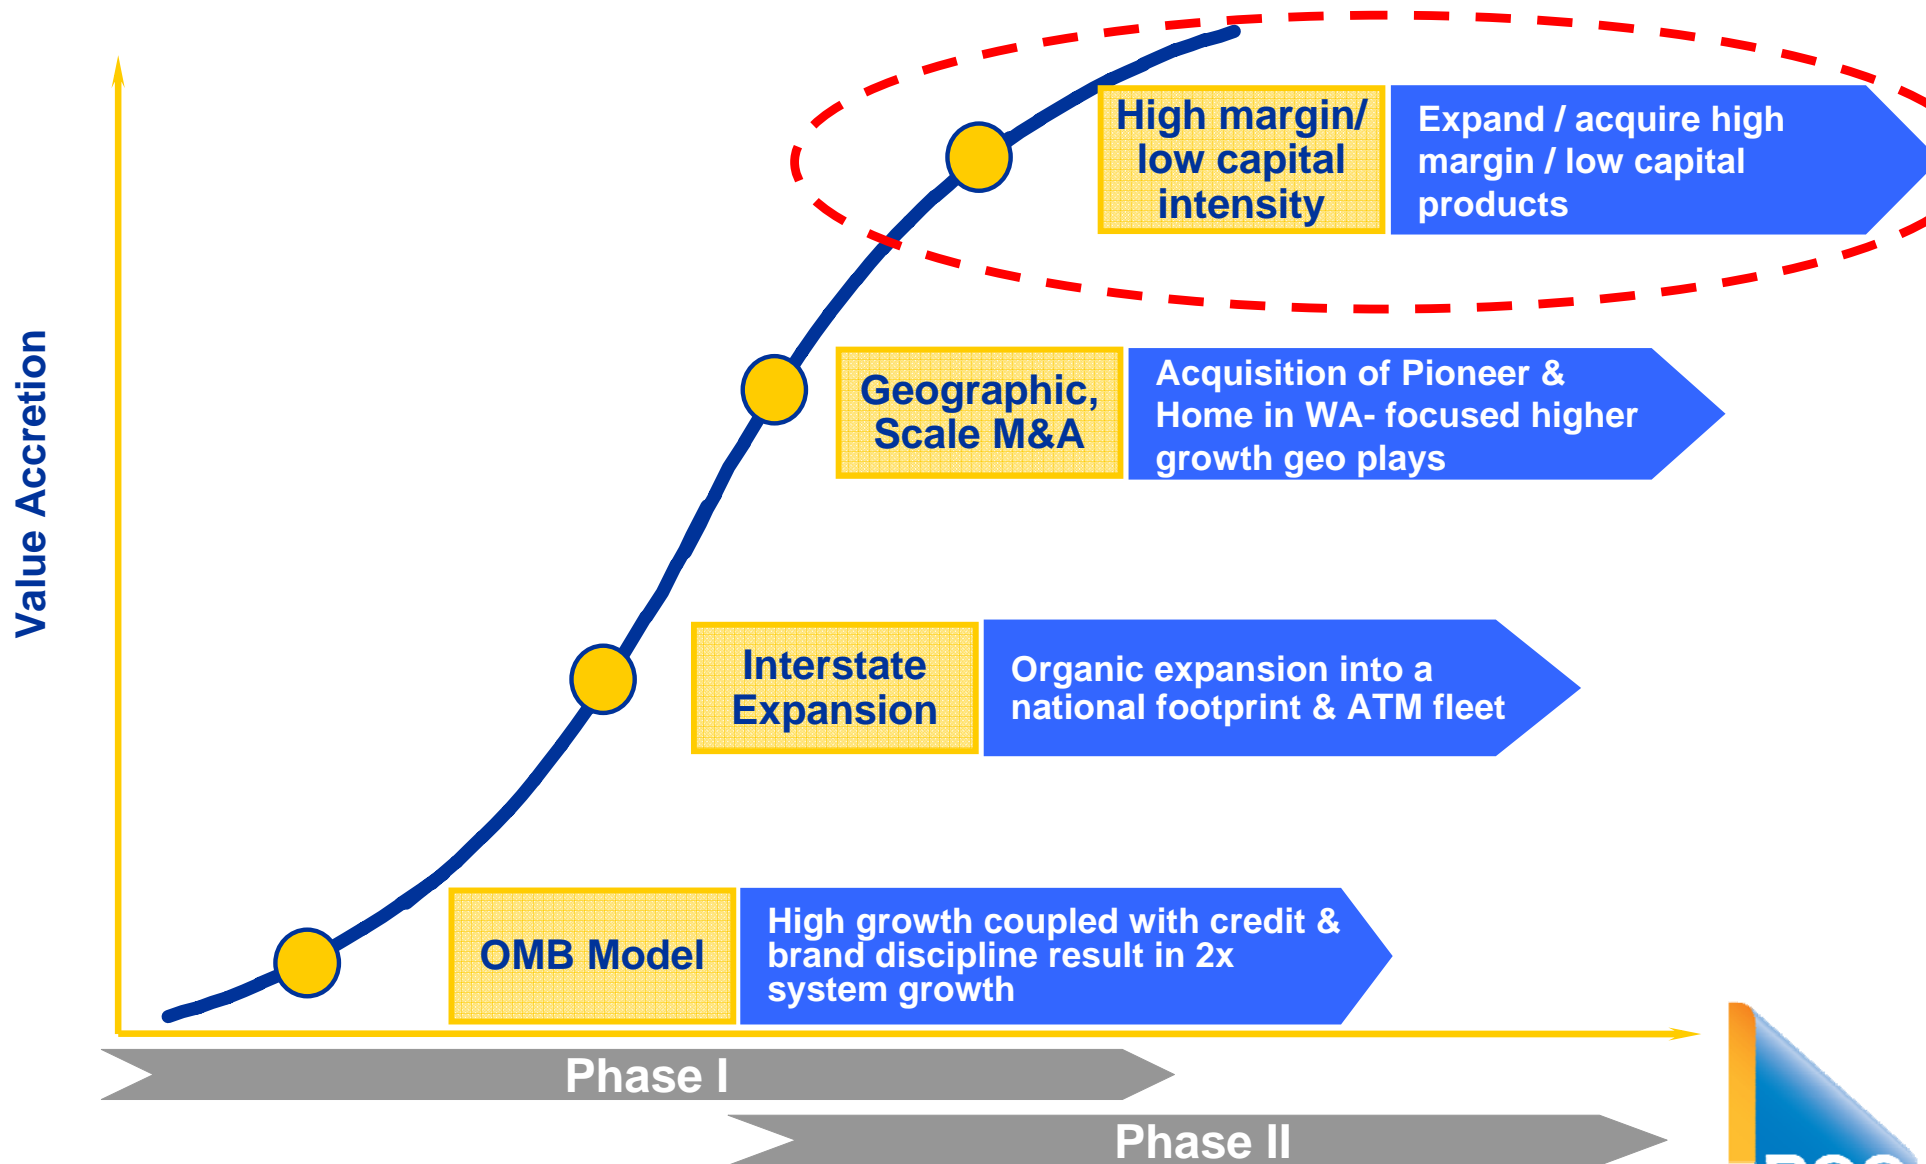 Value Accretion
High margin/
low capital
intensity
Expand / acquire high
margin / low capital
products
Geographic,
Scale M&A
Acquisition of Pioneer &
Home in WA- focused higher
growth geo plays
Interstate
Expansion
Organic expansion into a
national footprint & ATM fleet
OMB Model
High growth coupled with credit &
brand discipline result in 2x
system growth
Phase I
Phase II